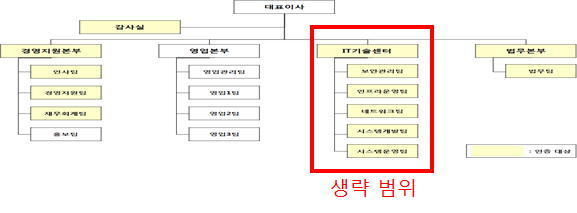 대표이사
감사실
경영지원본부
영업본부
IT기술센터
법무본부
인사팀
영업관리팀
보안관리팀
법무팀
경영지원팀
영업1팀
인프라운영팀
재무회계팀
영업2팀
네트워크팀
홍보팀
영업3팀
시스템개발팀
시스템운영팀
: 인증 대상
생략 범위